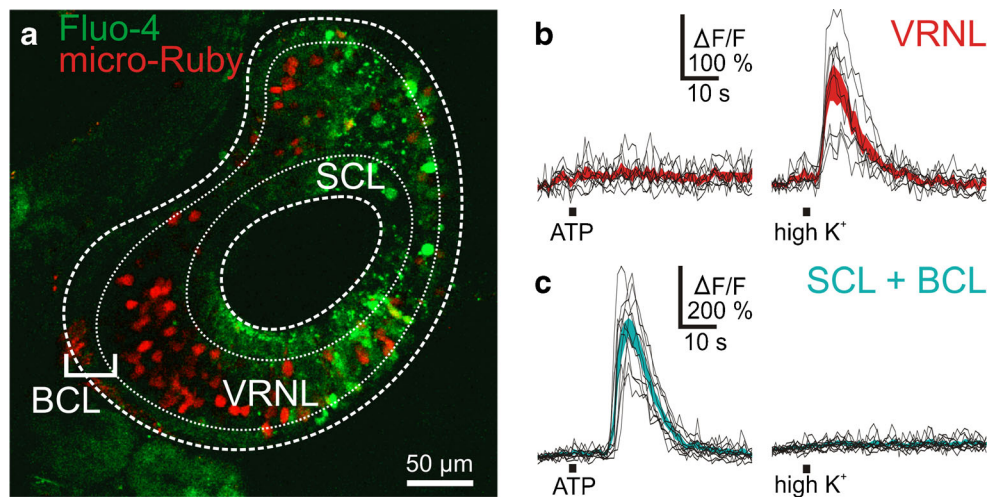 a
Fluo-4
micro-Ruby
SCL
VRNL
BCL
50 µm
b
ΔF/F
100 %
10 s
VRNL
ATP
high K⁺
c
ΔF/F
200 %
10 s
SCL + BCL
ATP
high K⁺